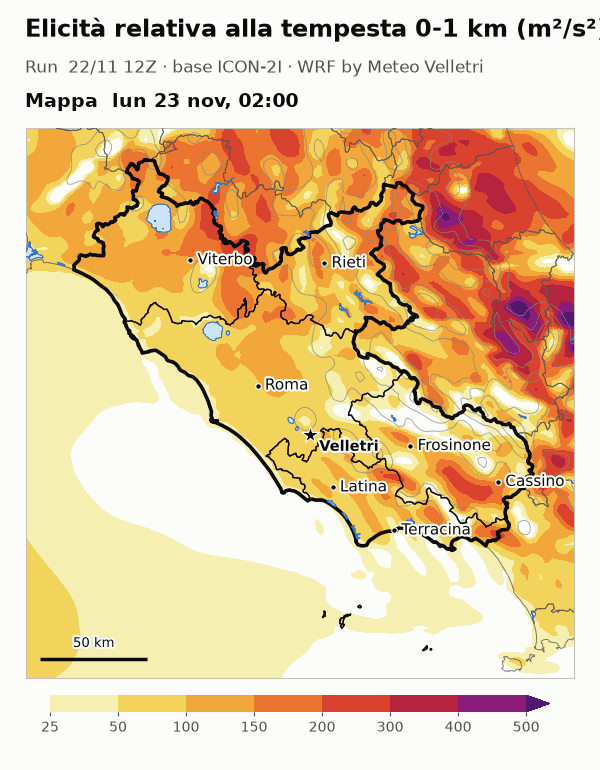 Elicità relativa alla tempesta 0-1 km (m²/s²)
Run 22/11 12Z · base ICON-2I · WRF by Meteo Velletri
Mappa lun 23 nov, 02:00
Viterbo
Rieti
Roma
Velletri
Frosinone
Latina
Cassino
Terracina
50 km
25 50 100 150 200 300 400 500